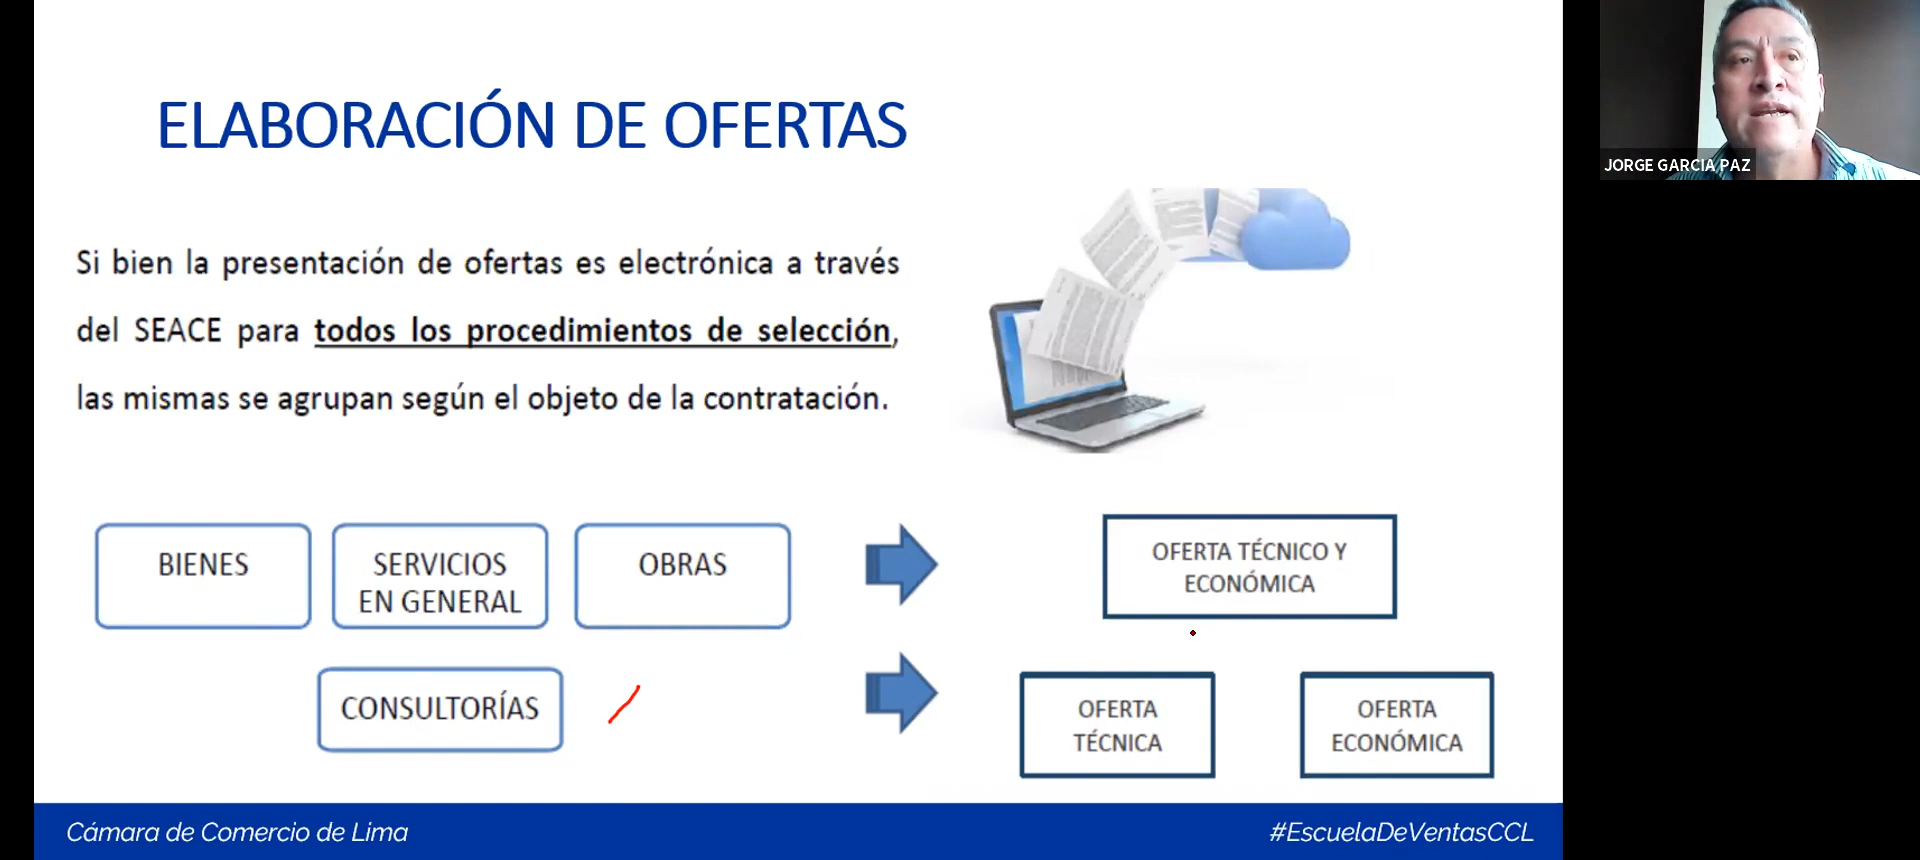 ELABORACIÓN DE OFERTAS
Si bien la presentación de ofertas es electrónica a través
del SEACE para todos los procedimientos de selección,
las mismas se agrupan según el objeto de la contratación.
BIENES
SERVICIOS
EN GENERAL
OBRAS
OFERTA TÉCNICO Y
ECONÓMICA
CONSULTORÍAS
OFERTA
TÉCNICA
OFERTA
ECONÓMICA
Cámara de Comercio de Lima
#EscuelaDeVentasCCL
JORGE GARCIA PAZ